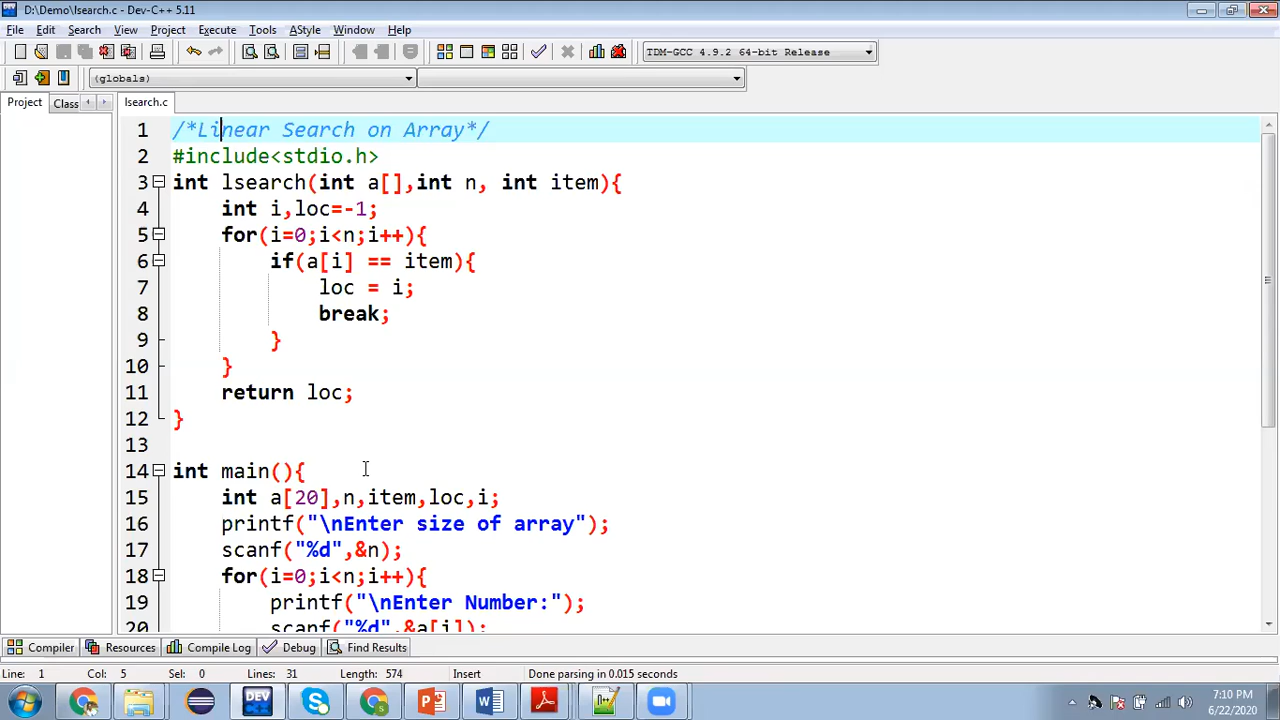 D:\Demo\lsearch.c - Dev-C++ 5.11
File Edit Search View Project Execute Tools AStyle Window Help
TDM-GCC 4.9.2 64-bit Release
(globals)
Project Class lsearch.c
1 /*Linear Search on Array*/
2 #include<stdio.h>
3 int lsearch(int a[],int n, int item){
4 int i,loc=-1;
5 for(i=0;i<n;i++){
6 if(a[i] == item){
7 loc = i;
8 break;
9 }
10 }
11 return loc;
12 }
13
14 int main(){
15 int a[20],n,item,loc,i;
16 printf("\nEnter size of array");
17 scanf("%d",&n);
18 for(i=0;i<n;i++){
19 printf("\nEnter Number:");
20 scanf("%d",&a[i]);
Compiler Resources Compile Log Debug Find Results
Line: 1 Col: 5 Sel: 0 Lines: 31 Length: 574 Insert Done parsing in 0.015 seconds
DEV
7:10 PM
6/22/2020